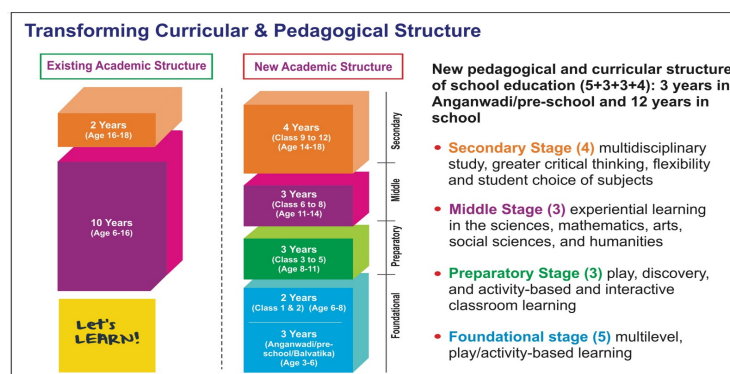 Transforming Curricular & Pedagogical Structure
Existing Academic Structure
2 Years
(Age 16-18)
10 Years
(Age 6-16)
Let's
LEARN!
New Academic Structure
4 Years
(Class 9 to 12)
(Age 14-18)
Secondary
3 Years
(Class 6 to 8)
(Age 11-14)
Middle
3 Years
(Class 3 to 5)
(Age 8-11)
Preparatory
2 Years
(Class 1 & 2) (Age 6-8)
3 Years
(Anganwadi/pre-
school/Balvatika)
(Age 3-6)
Foundational
New pedagogical and curricular structure
of school education (5+3+3+4): 3 years in
Anganwadi/pre-school and 12 years in
school
• Secondary Stage (4) multidisciplinary
study, greater critical thinking, flexibility
and student choice of subjects
• Middle Stage (3) experiential learning
in the sciences, mathematics, arts,
social sciences, and humanities
• Preparatory Stage (3) play, discovery,
and activity-based and interactive
classroom learning
• Foundational stage (5) multilevel,
play/activity-based learning